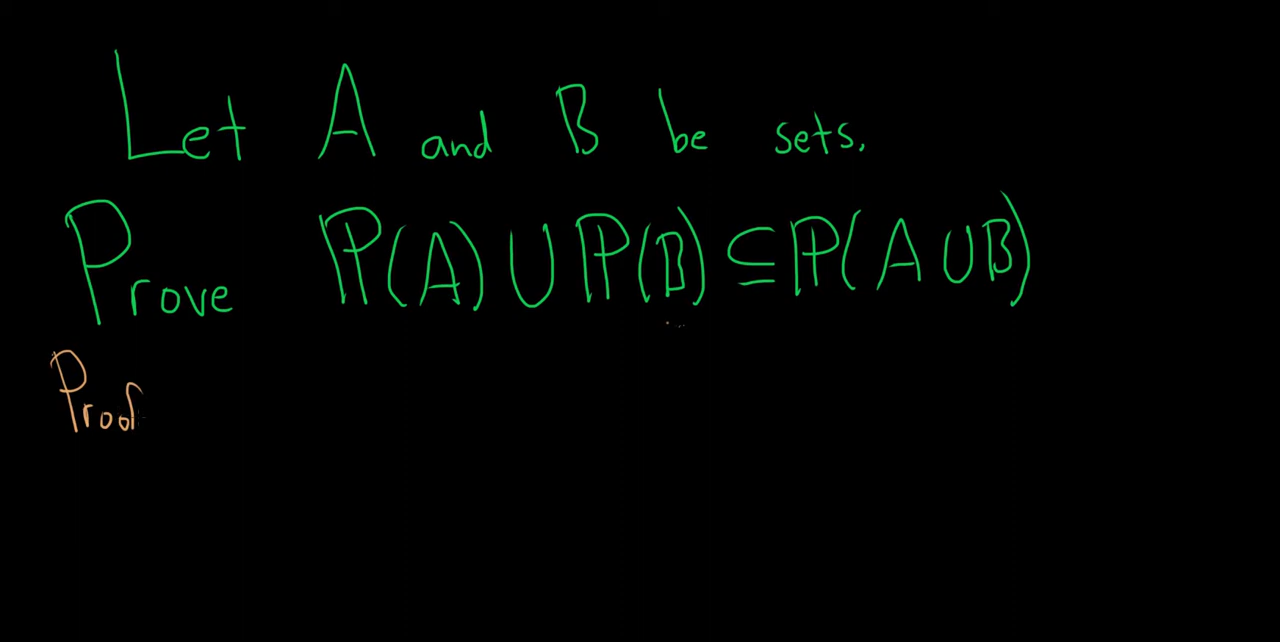 Let A and B be sets.
Prove ℙ(A)∪ℙ(B)⊆ℙ(A∪B)
Proof